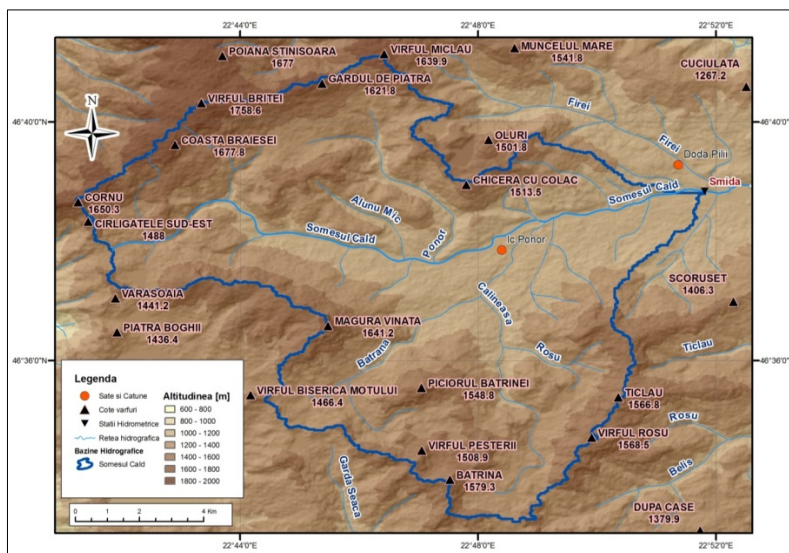 22°44'0"E
22°48'0"E
22°52'0"E
POIANA STINISOARA
1677
VIRFUL MICLAU
1639.9
MUNCELUL MARE
1541.8
CUCIULATA
1267.2
GARDUL DE PIATRA
1621.8
VIRFUL BRITEI
1758.6
N
46°40'0"N
46°40'0"N
Firei
COASTA BRAIESEI
1677.8
OLURI
1501.8
Firei
Doda Pilii
CORNU
1650.3
CHICERA CU COLAC
1513.5
Smida
Somesul Cald
CIRLIGATELE SUD-EST
1488
Alunu Mic
Somesul Cald
Ponor
Ic Ponor
VARASOAIA
1441.2
SCORUSET
1406.3
Calineasa
PIATRA BOGHII
1436.4
MAGURA VINATA
1641.2
Batrana
Rosu
Ticlau
46°36'0"N
46°36'0"N
Legenda
Sate si Catune
Cote varfuri
Statii Hidrometrice
Retea hidrografica
Bazine Hidrografice
Somesul Cald
Altitudinea [m]
600 - 800
800 - 1000
1000 - 1200
1200 - 1400
1400 - 1600
1600 - 1800
1800 - 2000
VIRFUL BISERICA MOTULUI
1466.4
PICIORUL BATRINEI
1548.8
TICLAU
1566.8
Rosu
VIRFUL ROSU
1568.5
VIRFUL PESTERII
1508.9
Garda Seaca
BATRINA
1579.3
Belis
DUPA CASE
1379.9
0 2 4 Km
22°44'0"E
22°48'0"E
22°52'0"E